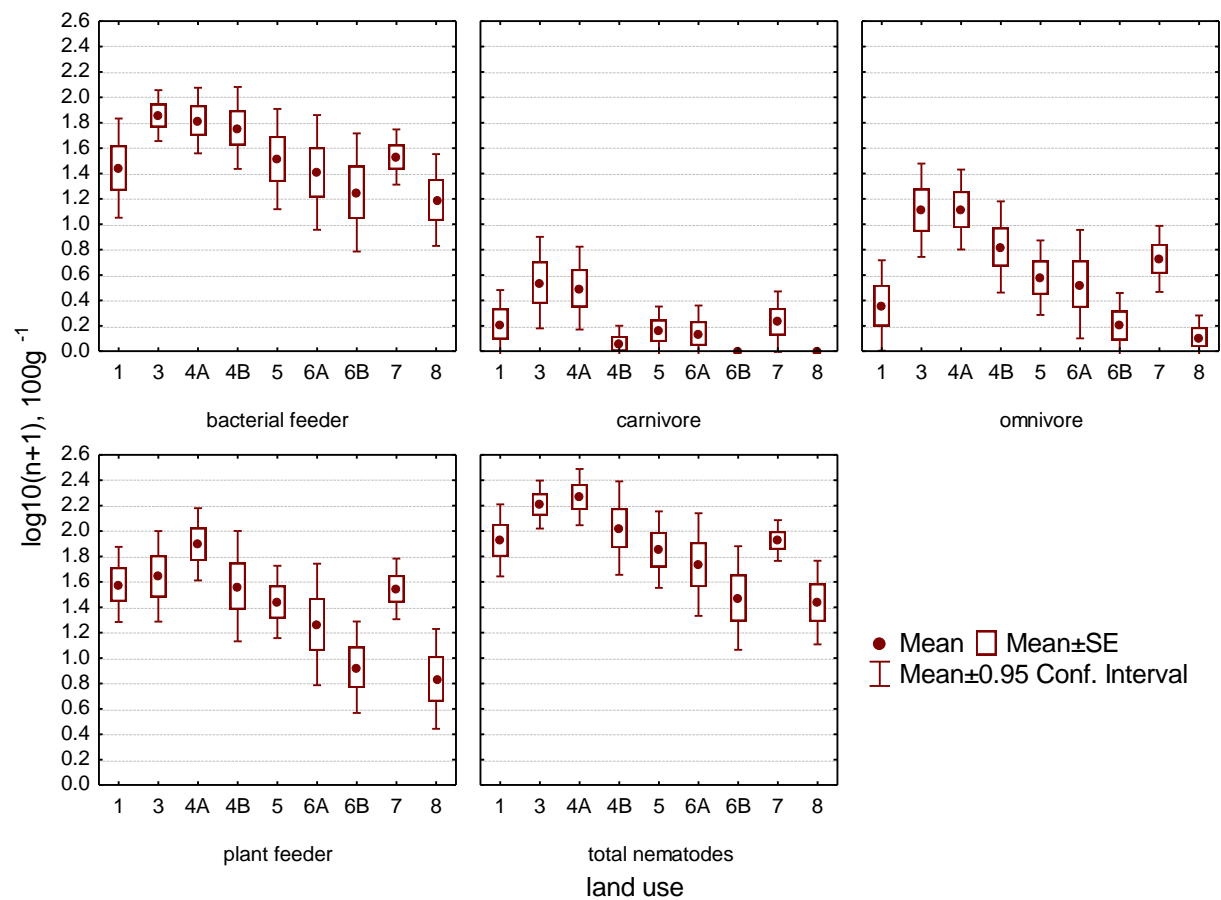 2.6
2.4
2.2
2.0
1.8
1.6
1.4
1.2
1.0
0.8
0.6
0.4
0.2
0.0
1 3 4A 4B 5 6A 6B 7 8
bacterial feeder
1 3 4A 4B 5 6A 6B 7 8
carnivore
1 3 4A 4B 5 6A 6B 7 8
omnivore
log10(n+1), 100g⁻¹
2.6
2.4
2.2
2.0
1.8
1.6
1.4
1.2
1.0
0.8
0.6
0.4
0.2
0.0
1 3 4A 4B 5 6A 6B 7 8
plant feeder
1 3 4A 4B 5 6A 6B 7 8
total nematodes
land use
Mean Mean±SE
Mean±0.95 Conf. Interval